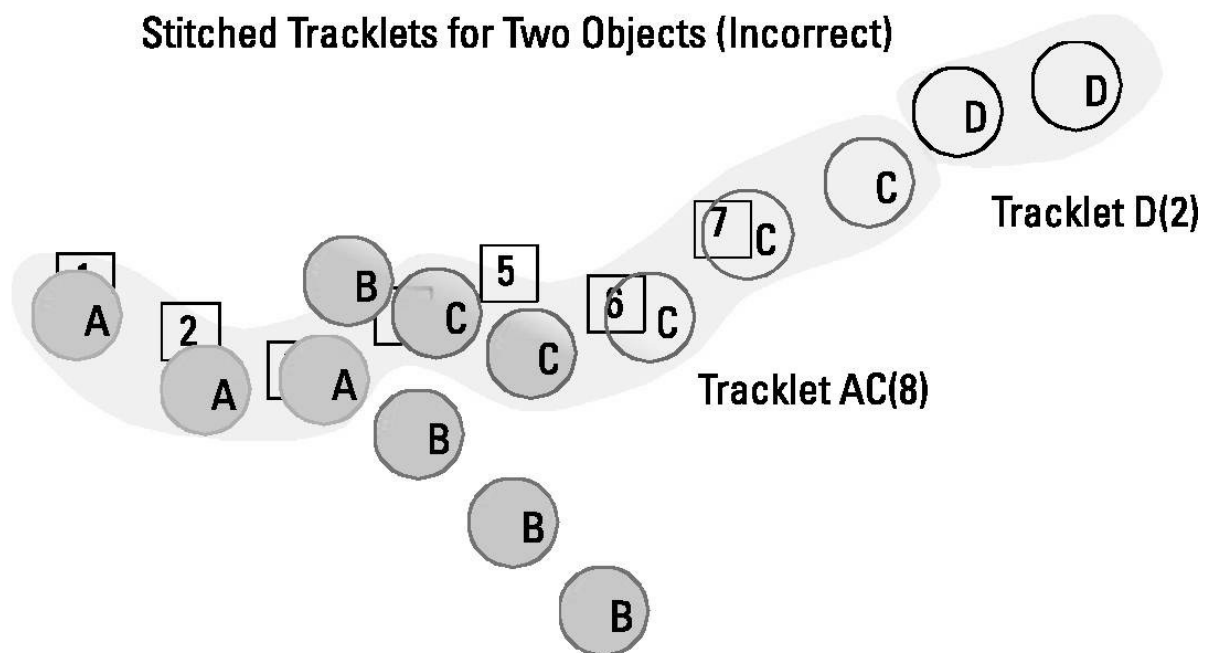 Stitched Tracklets for Two Objects (Incorrect)
D
D
C
Tracklet D(2)
7
C
5
B
6
C
C
A
2
C
Tracklet AC(8)
A
A
B
B
B